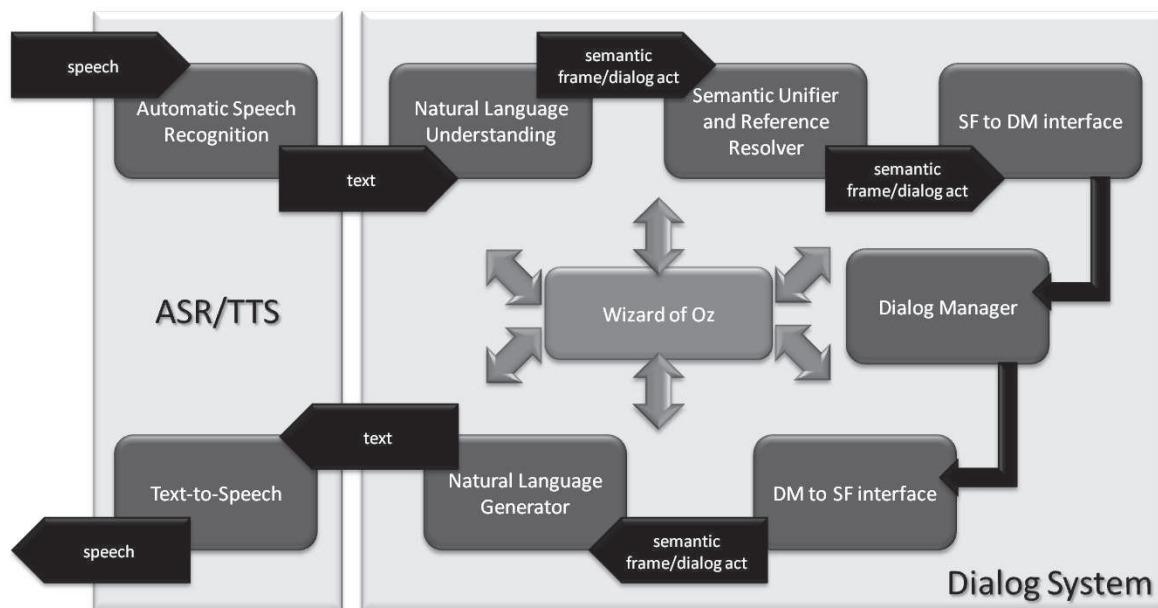 speech
Automatic Speech
Recognition
text
Natural Language
Understanding
semantic
frame/dialog act
Semantic Unifier
and Reference
Resolver
semantic
frame/dialog act
SF to DM interface
ASR/TTS
Wizard of Oz
Dialog Manager
text
Text-to-Speech
speech
Natural Language
Generator
semantic
frame/dialog act
DM to SF interface
Dialog System